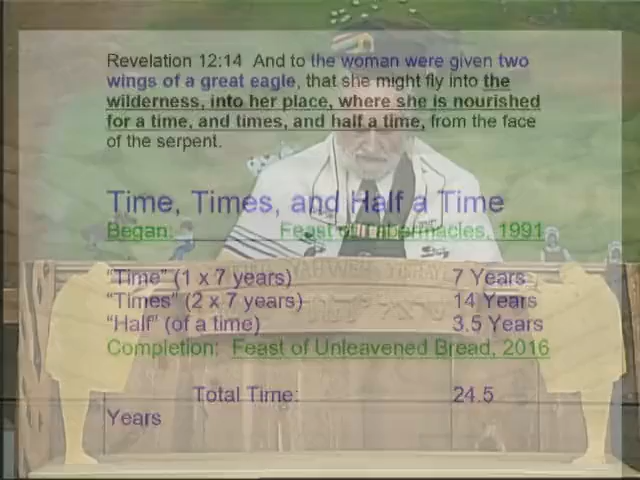 Revelation 12:14 And to the woman were given two
wings of a great eagle, that she might fly into the
wilderness, into her place, where she is nourished
for a time, and times, and half a time, from the face
of the serpent.
Time, Times, and Half a Time
Began: Feast of Tabernacles, 1991
"Time" (1 x 7 years) 7 Years
"Times" (2 x 7 years) 14 Years
"Half" (of a time) 3.5 Years
Completion: Feast of Unleavened Bread, 2016
Total Time: 24.5
Years